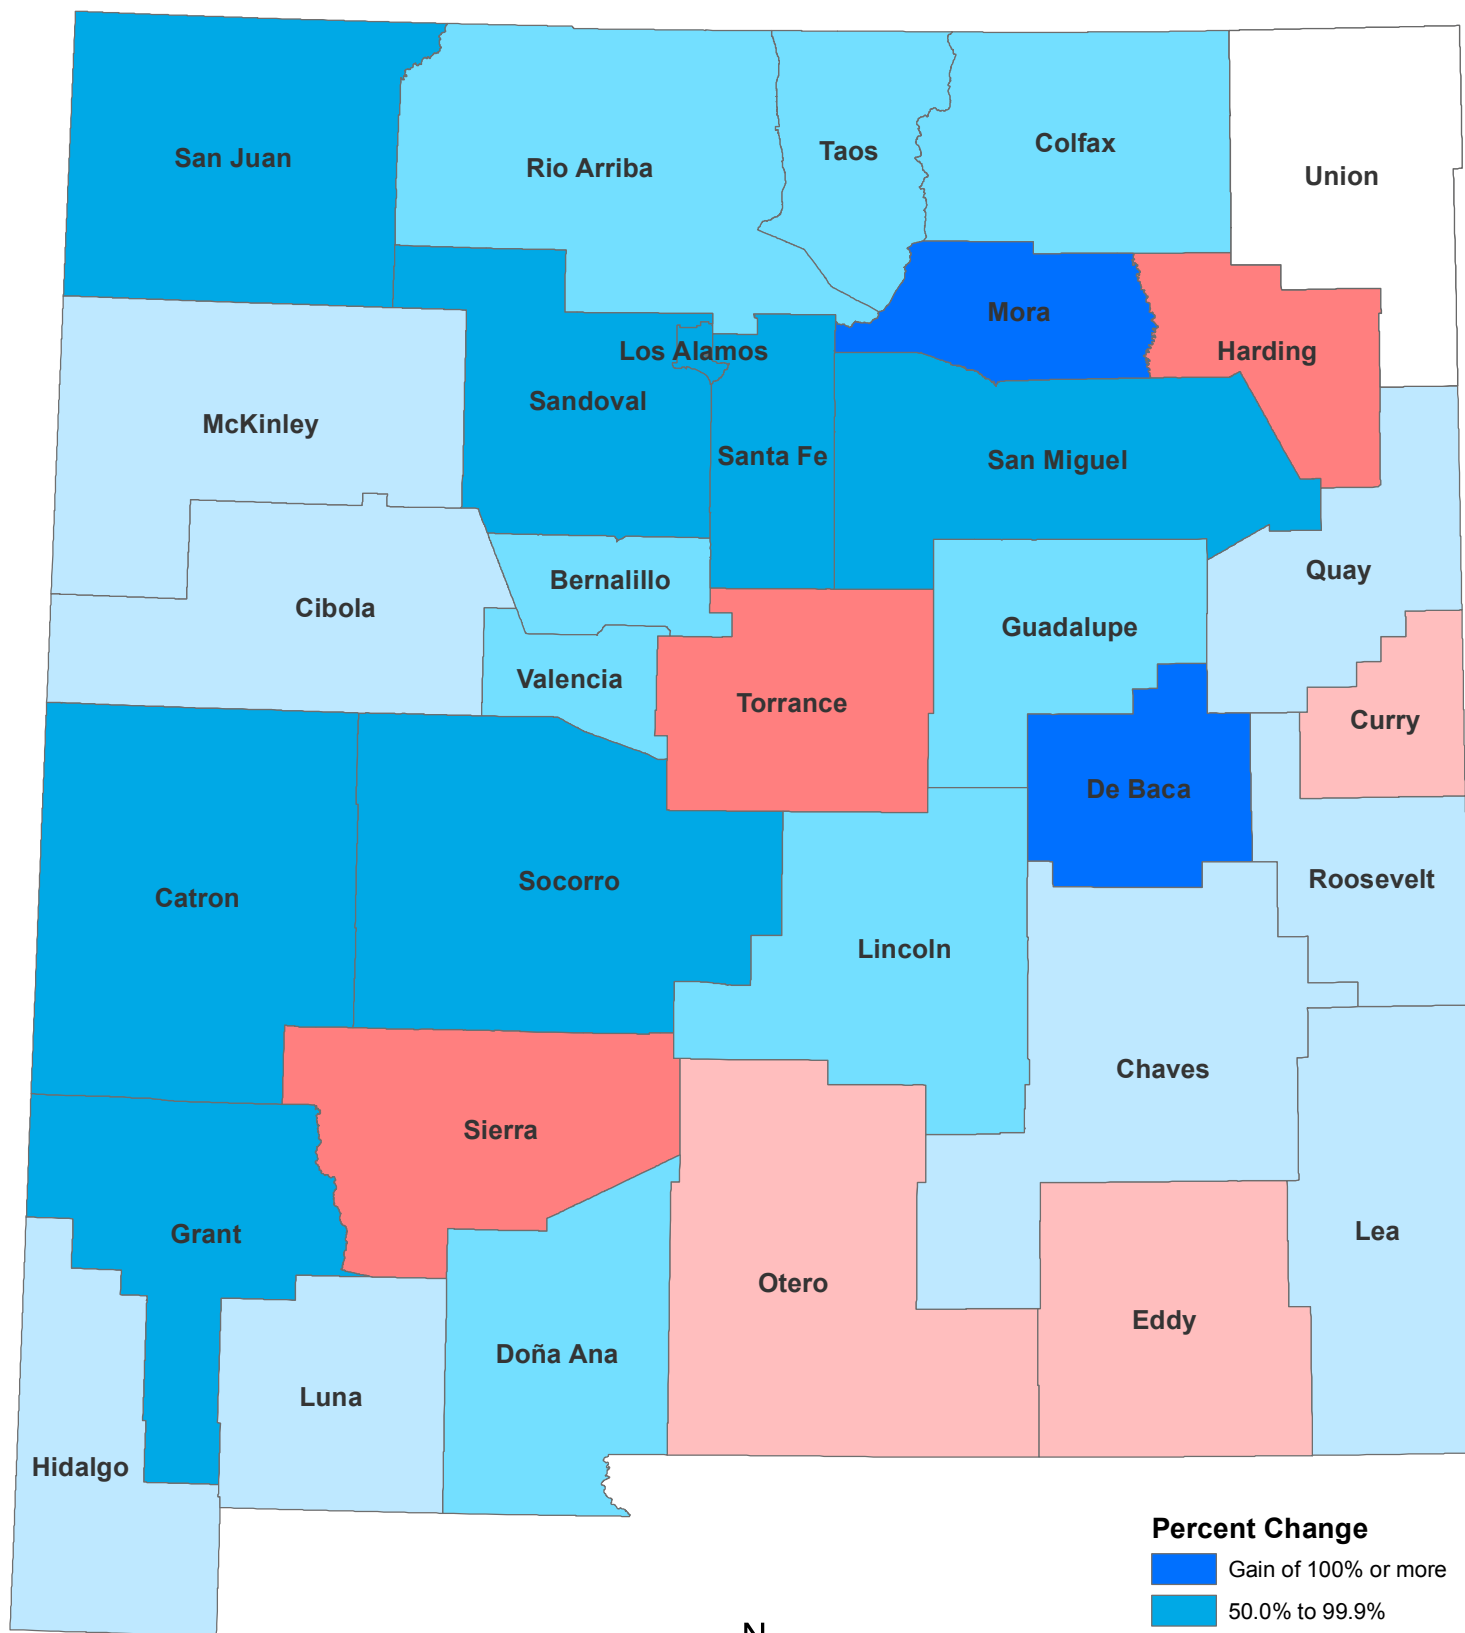 San Juan
Rio Arriba
Taos
Colfax
Union
Mora
Harding
Los Alamos
Sandoval
McKinley
Santa Fe
San Miguel
Quay
Bernalillo
Cibola
Guadalupe
Valencia
Torrance
Curry
De Baca
Roosevelt
Socorro
Catron
Lincoln
Chaves
Sierra
Grant
Lea
Otero
Eddy
Doña Ana
Luna
Hidalgo
Percent Change
Gain of 100% or more
50.0% to 99.9%
N